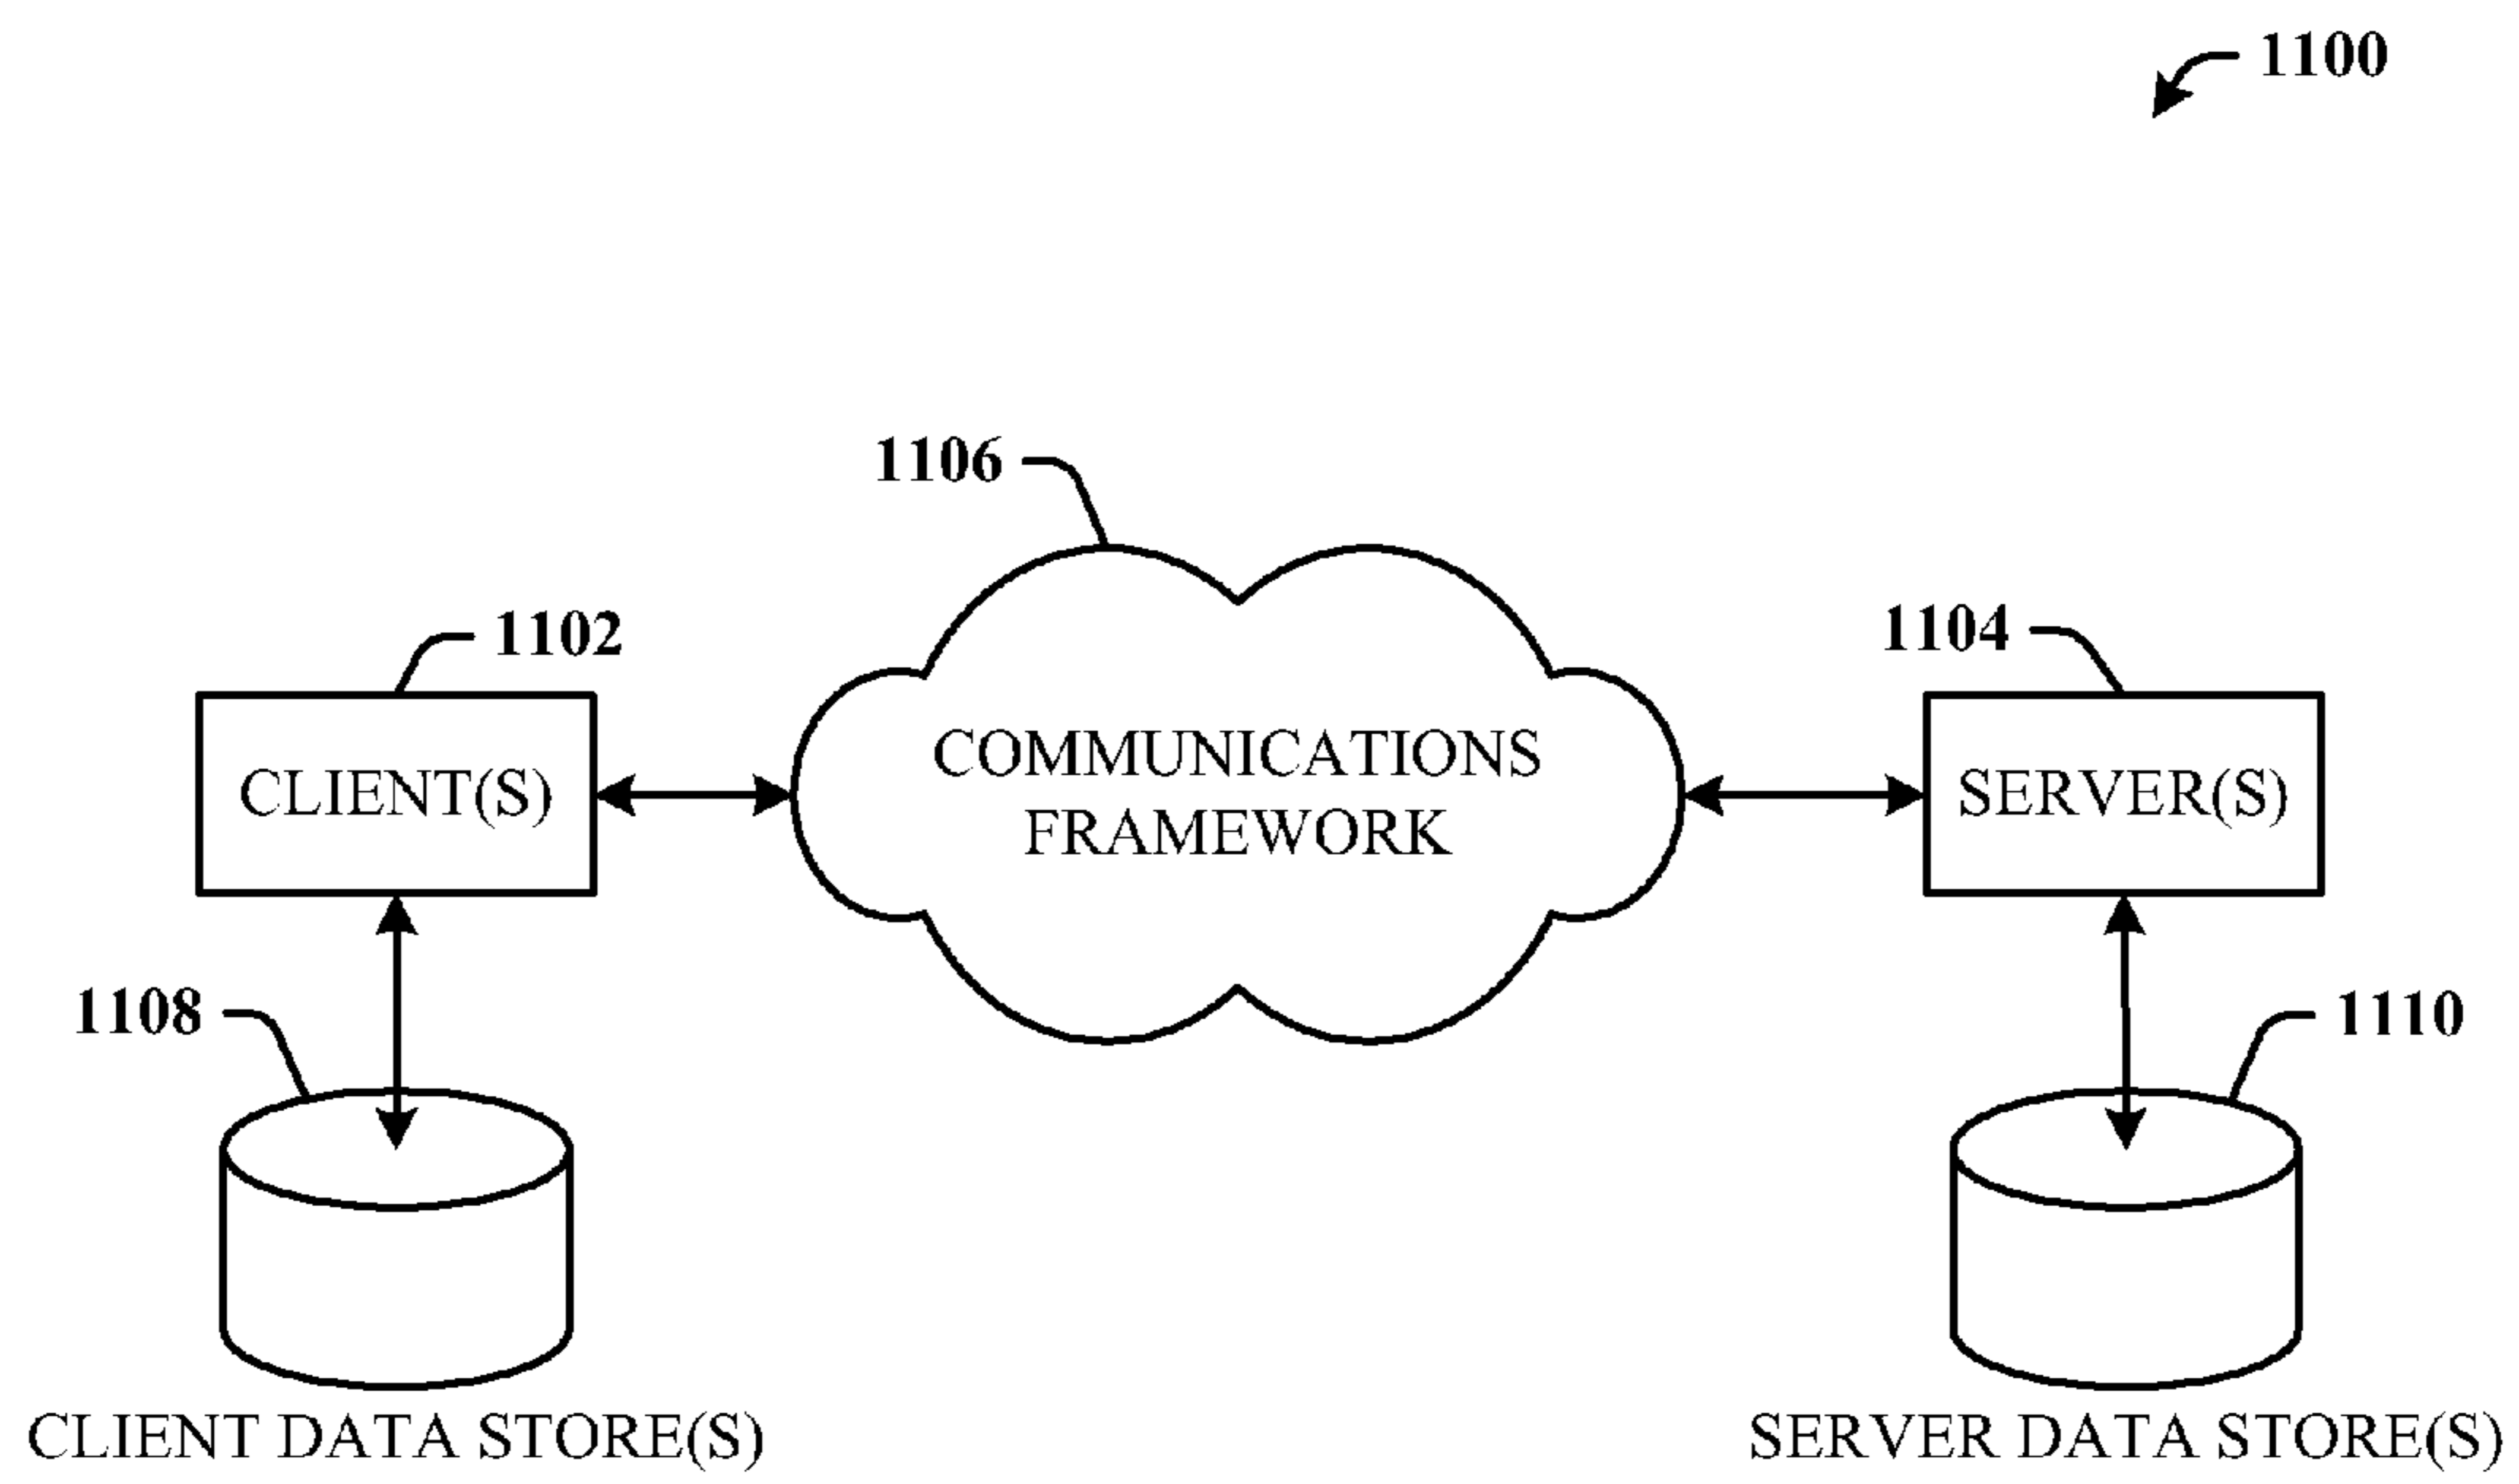 1100
1106
1102
1104
CLIENT(S)
COMMUNICATIONS
FRAMEWORK
SERVER(S)
1108
1110
CLIENT DATA STORE(S)
SERVER DATA STORE(S)